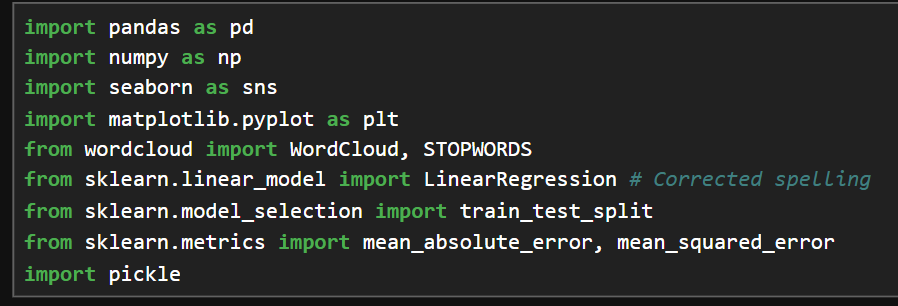 import pandas as pd
import numpy as np
import seaborn as sns
import matplotlib.pyplot as plt
from wordcloud import WordCloud, STOPWORDS
from sklearn.linear_model import LinearRegression # Corrected spelling
from sklearn.model_selection import train_test_split
from sklearn.metrics import mean_absolute_error, mean_squared_error
import pickle